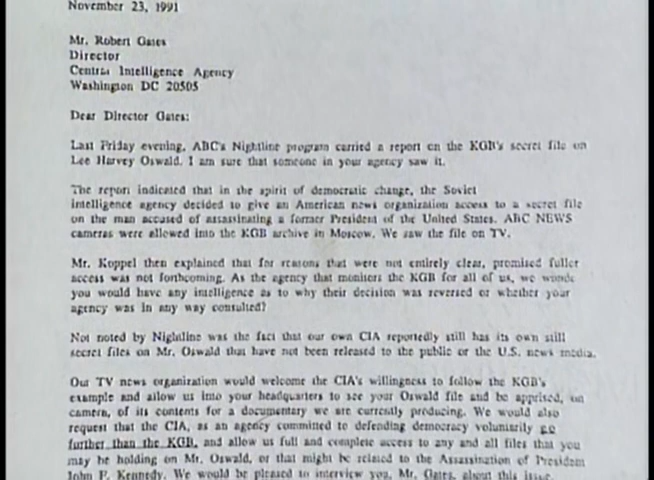 November 23, 1991
Mr. Robert Gates
Director
Central Intelligence Agency
Washington DC 20505
Dear Director Gates:
Last Friday evening, ABC's Nightline program carried a report on the KGB's secret file on
Lee Harvey Oswald. I am sure that someone in your agency saw it.
The report indicated that in the spirit of democratic change, the Soviet
intelligence agency decided to give an American news organization access to a secret file
on the man accused of assassinating a former President of the United States. ABC NEWS
cameras were allowed into the KGB archive in Moscow. We saw the file on TV.
Mr. Koppel then explained that for reasons that were not entirely clear, promised fuller
access was not forthcoming. As the agency that monitors the KGB for all of us, we
you would have any intelligence as to why their decision was reversed or whether your
agency was in any way consulted?
Not noted by Nightline was the fact that our own CIA reportedly still has its own still
secret files on Mr. Oswald that have not been released to the public or the U.S. news media.
Our TV news organization would welcome the CIA's willingness to follow the KGB's
example and allow us into your headquarters to see your Oswald file and be apprised, on
camera, of its contents for a documentary we are currently producing. We would also
request that the CIA, as an agency committed to defending democracy voluntarily go
further than the KGB, and allow us full and complete access to any and all files that you
may be holding on Mr. Oswald, or that might be related to the Assassination of President
John F. Kennedy. We would be pleased to interview you, Mr. Gates, about this issue.